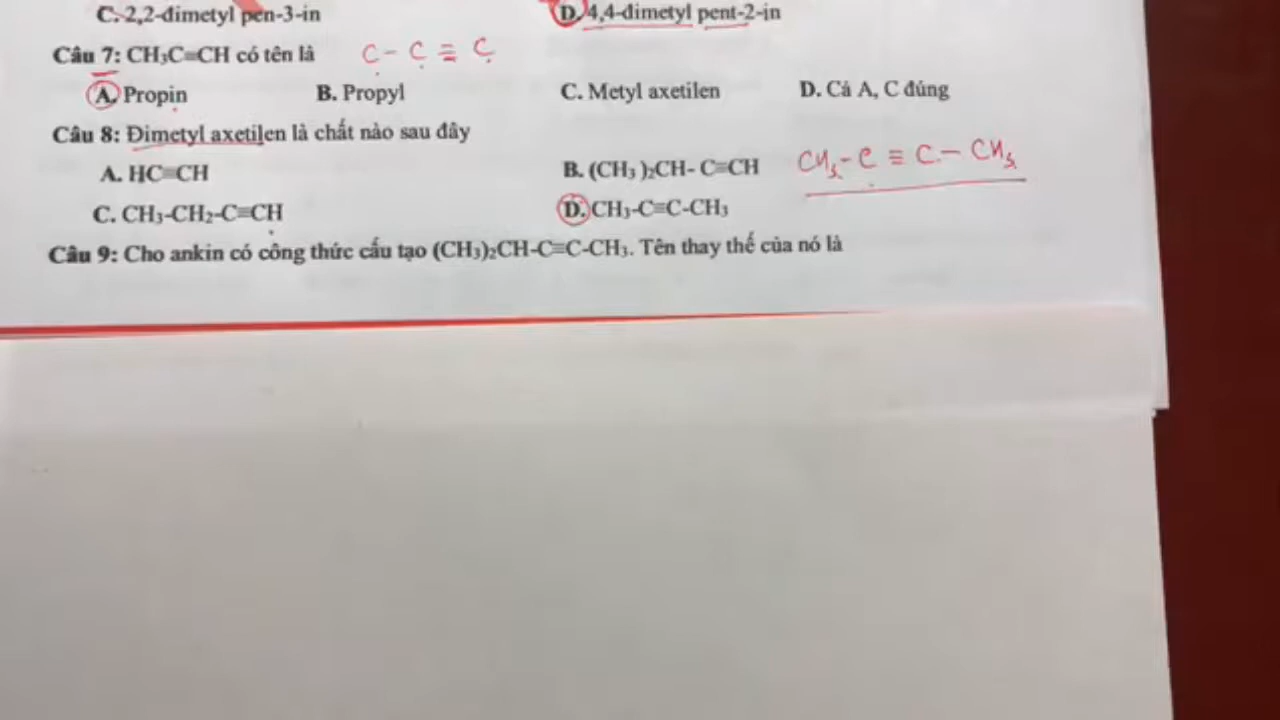 C. 2,2-đimetyl pen-3-in D. 4,4-dimetyl pent-2-in
Câu 7: CH₃C≡CH có tên là C - C ≡ C
A. Propin B. Propyl C. Metyl axetilen D. Cả A, C đúng
Câu 8: Đimetyl axetilen là chất nào sau đây
A. HC≡CH B. (CH₃ )₂CH- C≡CH CH₃-C ≡ C- CH₃
C. CH₃-CH₂-C≡CH D. CH₃-C≡C-CH₃
Câu 9: Cho ankin có công thức cấu tạo (CH₃)₂CH-C≡C-CH₃. Tên thay thế của nó là